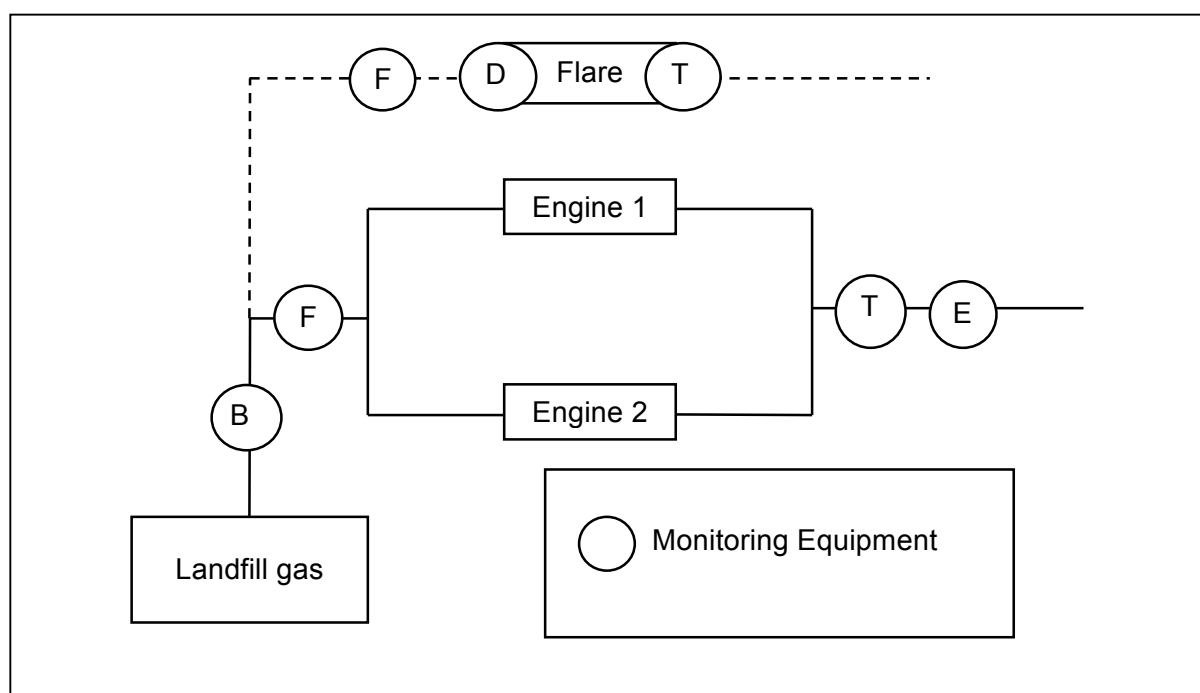 F
D
Flare
T
Engine 1
F
T
E
B
Engine 2
Monitoring Equipment
Landfill gas